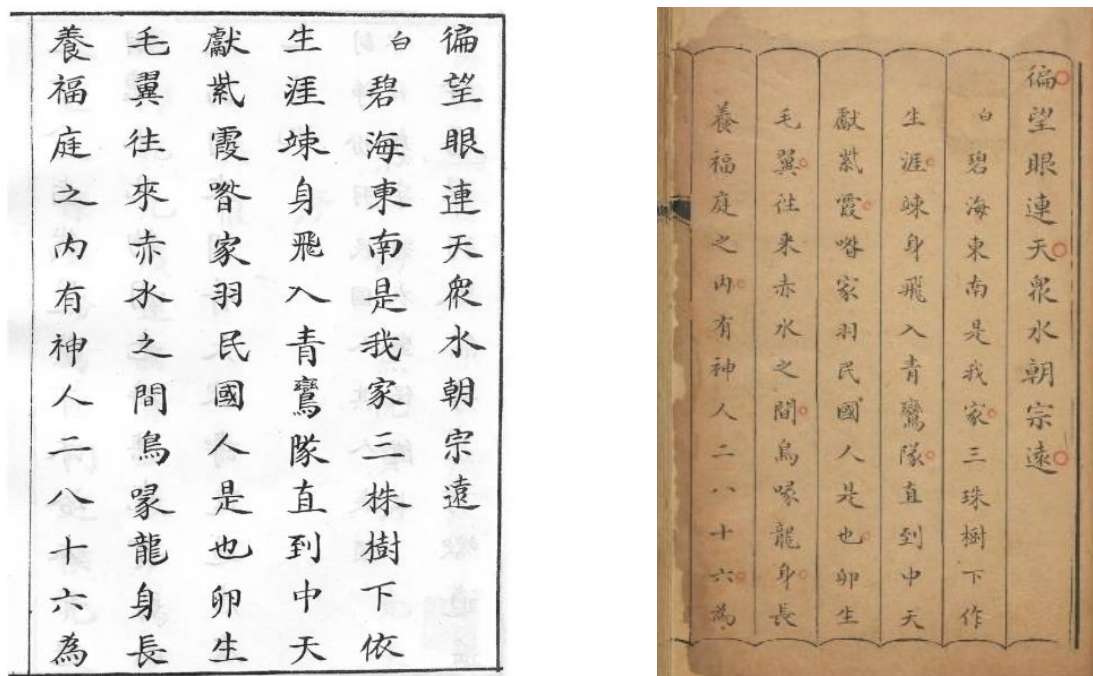 徧望眼連天衆水朝宗遠
白碧海東南是我家三株樹下依
生涯竦身飛入青鸞隊直到中天
獻紫霞喒家羽民國人是也卵生
毛翼徃來赤水之間鳥喙龍身長
養福庭之內有神人二八十六為
徧望眼連天衆水朝宗遠
白碧海東南是我家三珠樹下作
生涯竦身飛入青鸞隊直到中天
獻紫霞喒家羽民國人是也卵生
毛翼徃来赤水之間鳥喙龍身長
養福庭之內有神人二八十六為